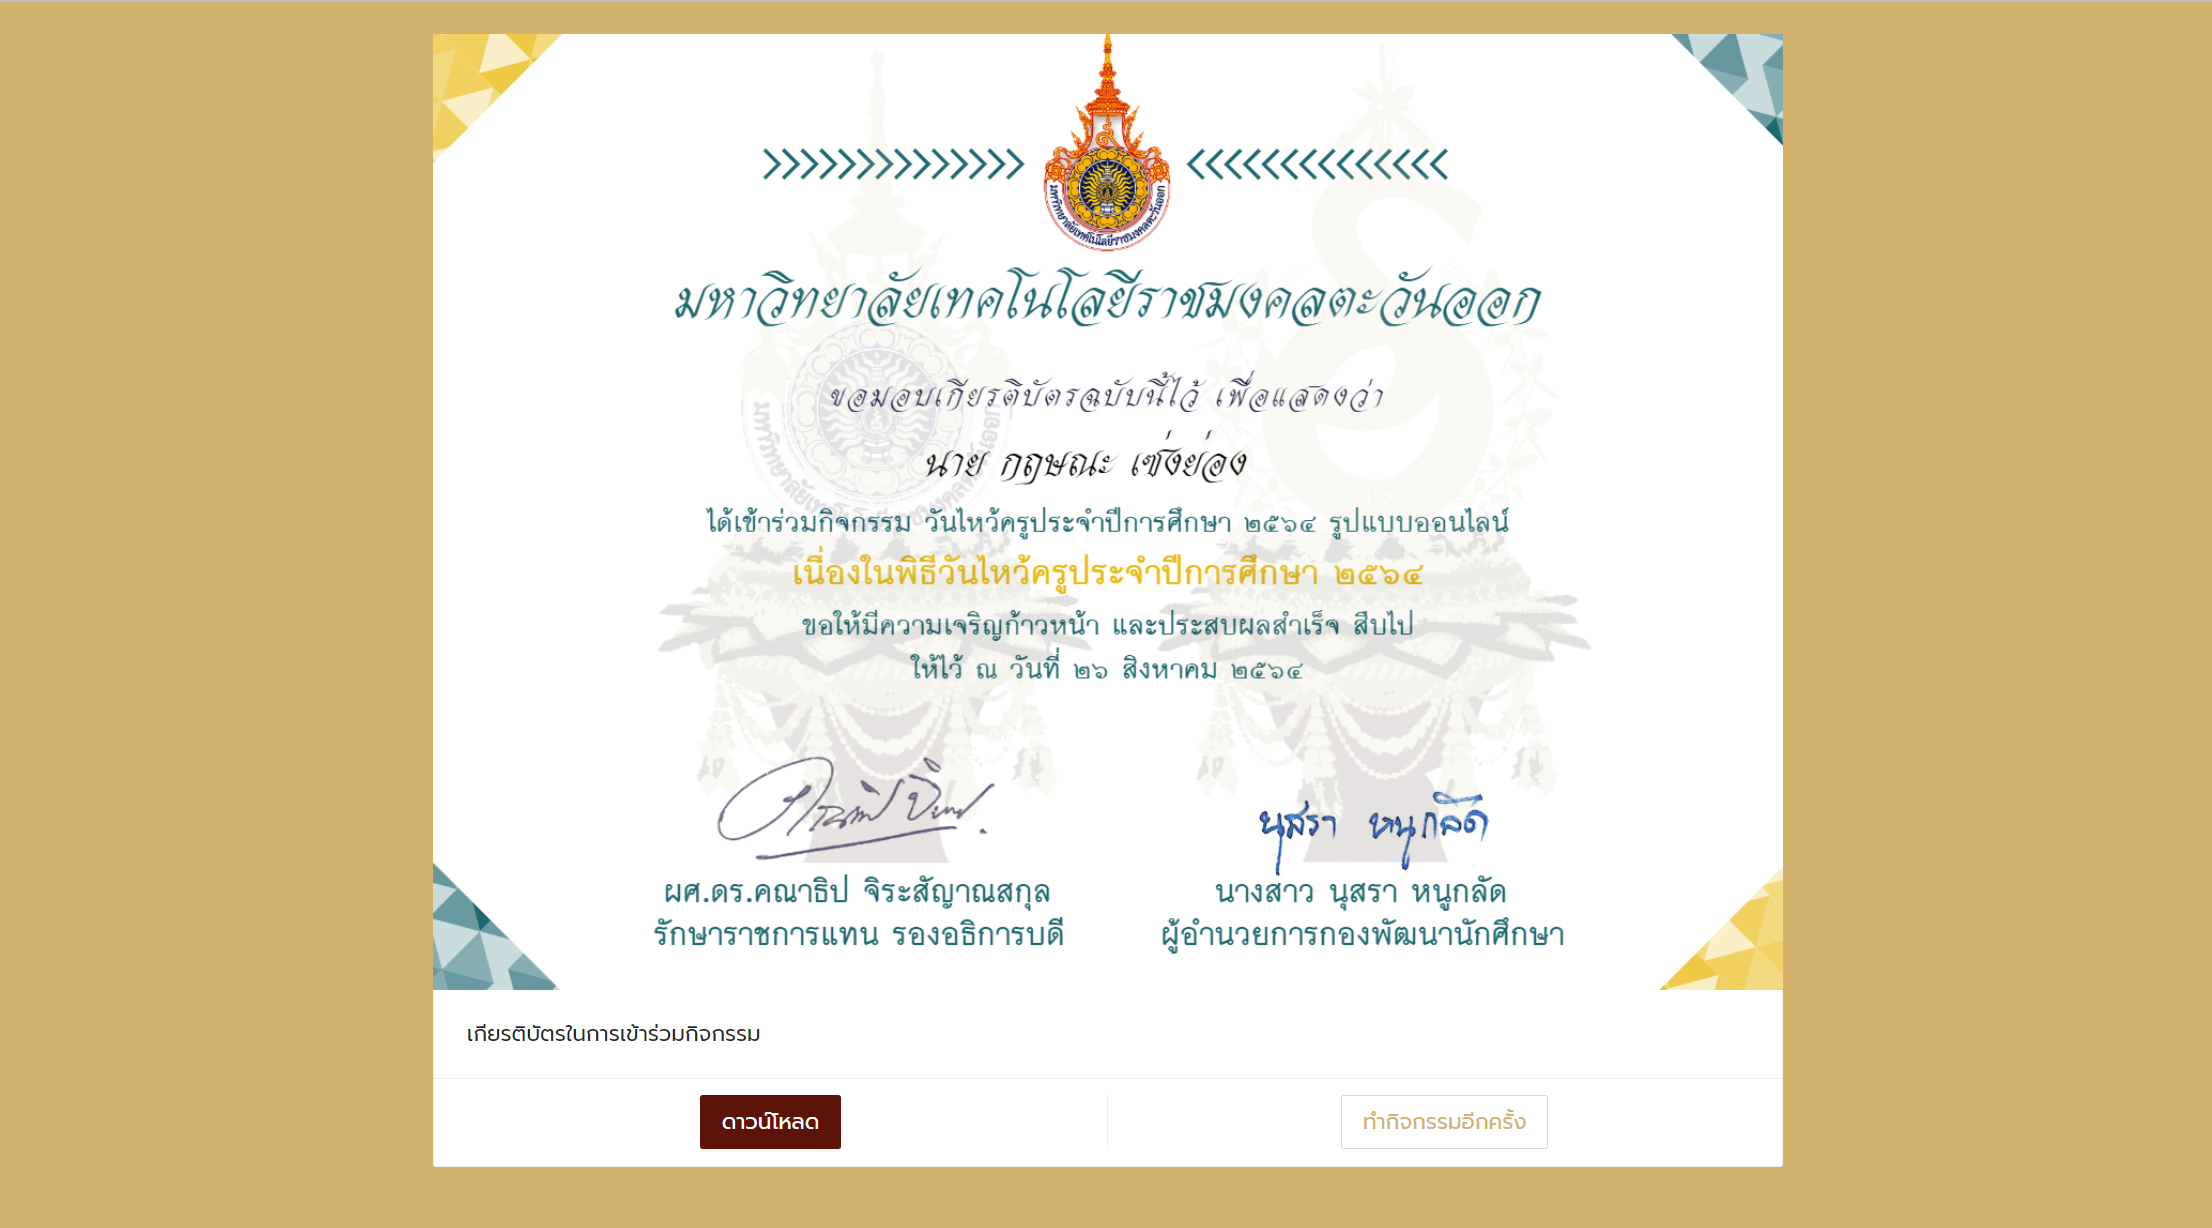 มหาวิทยาลัยเทคโนโลยีราชมงคลตะวันออก
มหาวิทยาลัยเทคโนโลยีราชมงคลตะวันออก
ขอมอบเกียรติบัตรฉบับนี้ไว้ เพื่อแสดงว่า
นาย กฤษณะ เซ่งย่อง
ได้เข้าร่วมกิจกรรม วันไหว้ครูประจำปีการศึกษา ๒๕๖๔ รูปแบบออนไลน์
เนื่องในพิธีวันไหว้ครูประจำปีการศึกษา ๒๕๖๔
ขอให้มีความเจริญก้าวหน้า และประสบผลสำเร็จ สืบไป
ให้ไว้ ณ วันที่ ๒๖ สิงหาคม ๒๕๖๔
นุสรา หนูกลัด
ผศ.ดร.คณาธิป จิระสัญาณสกุล
นางสาว นุสรา หนูกลัด
รักษาราชการแทน รองอธิการบดี
ผู้อำนวยการกองพัฒนานักศึกษา
เกียรติบัตรในการเข้าร่วมกิจกรรม
ดาวน์โหลด
ทำกิจกรรมอีกครั้ง